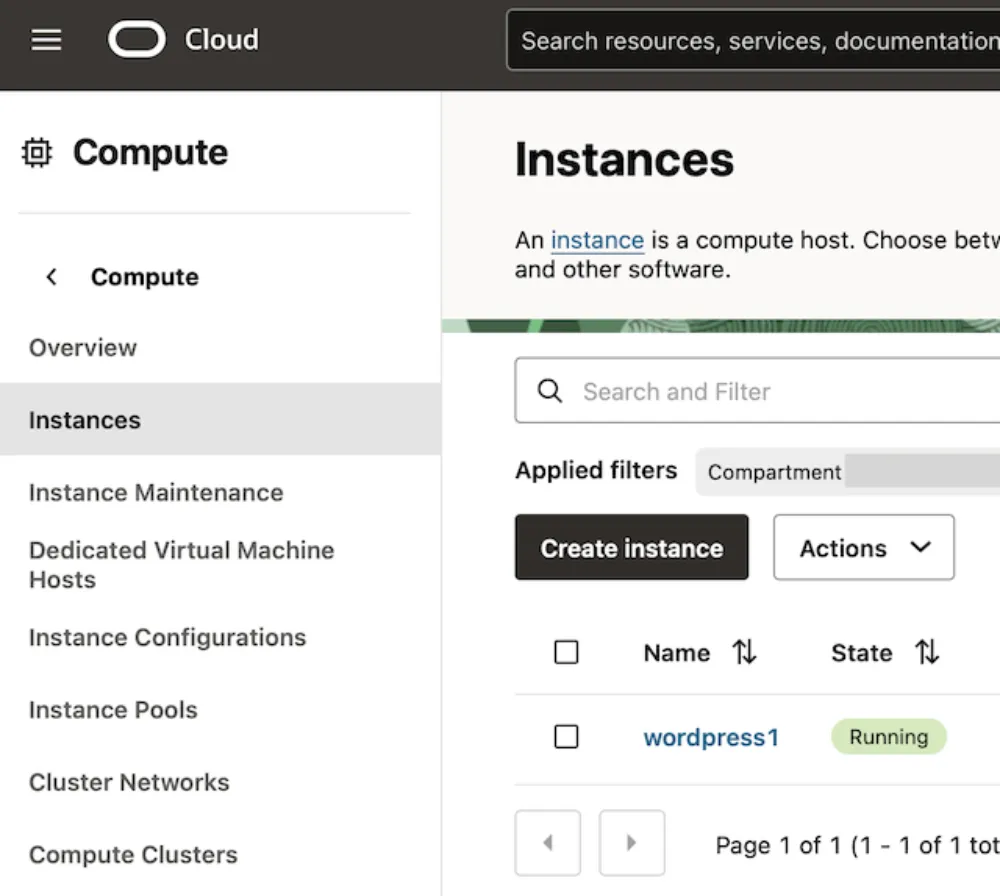 Cloud
Search resources, services, documentation
Compute
Compute
Overview
Instances
Instance Maintenance
Dedicated Virtual Machine
Hosts
Instance Configurations
Instance Pools
Cluster Networks
Compute Clusters
Instances
An instance is a compute host. Choose betw
and other software.
Search and Filter
Applied filters Compartment
Create instance Actions
Name State
wordpress1 Running
Page 1 of 1 (1 - 1 of 1 tot